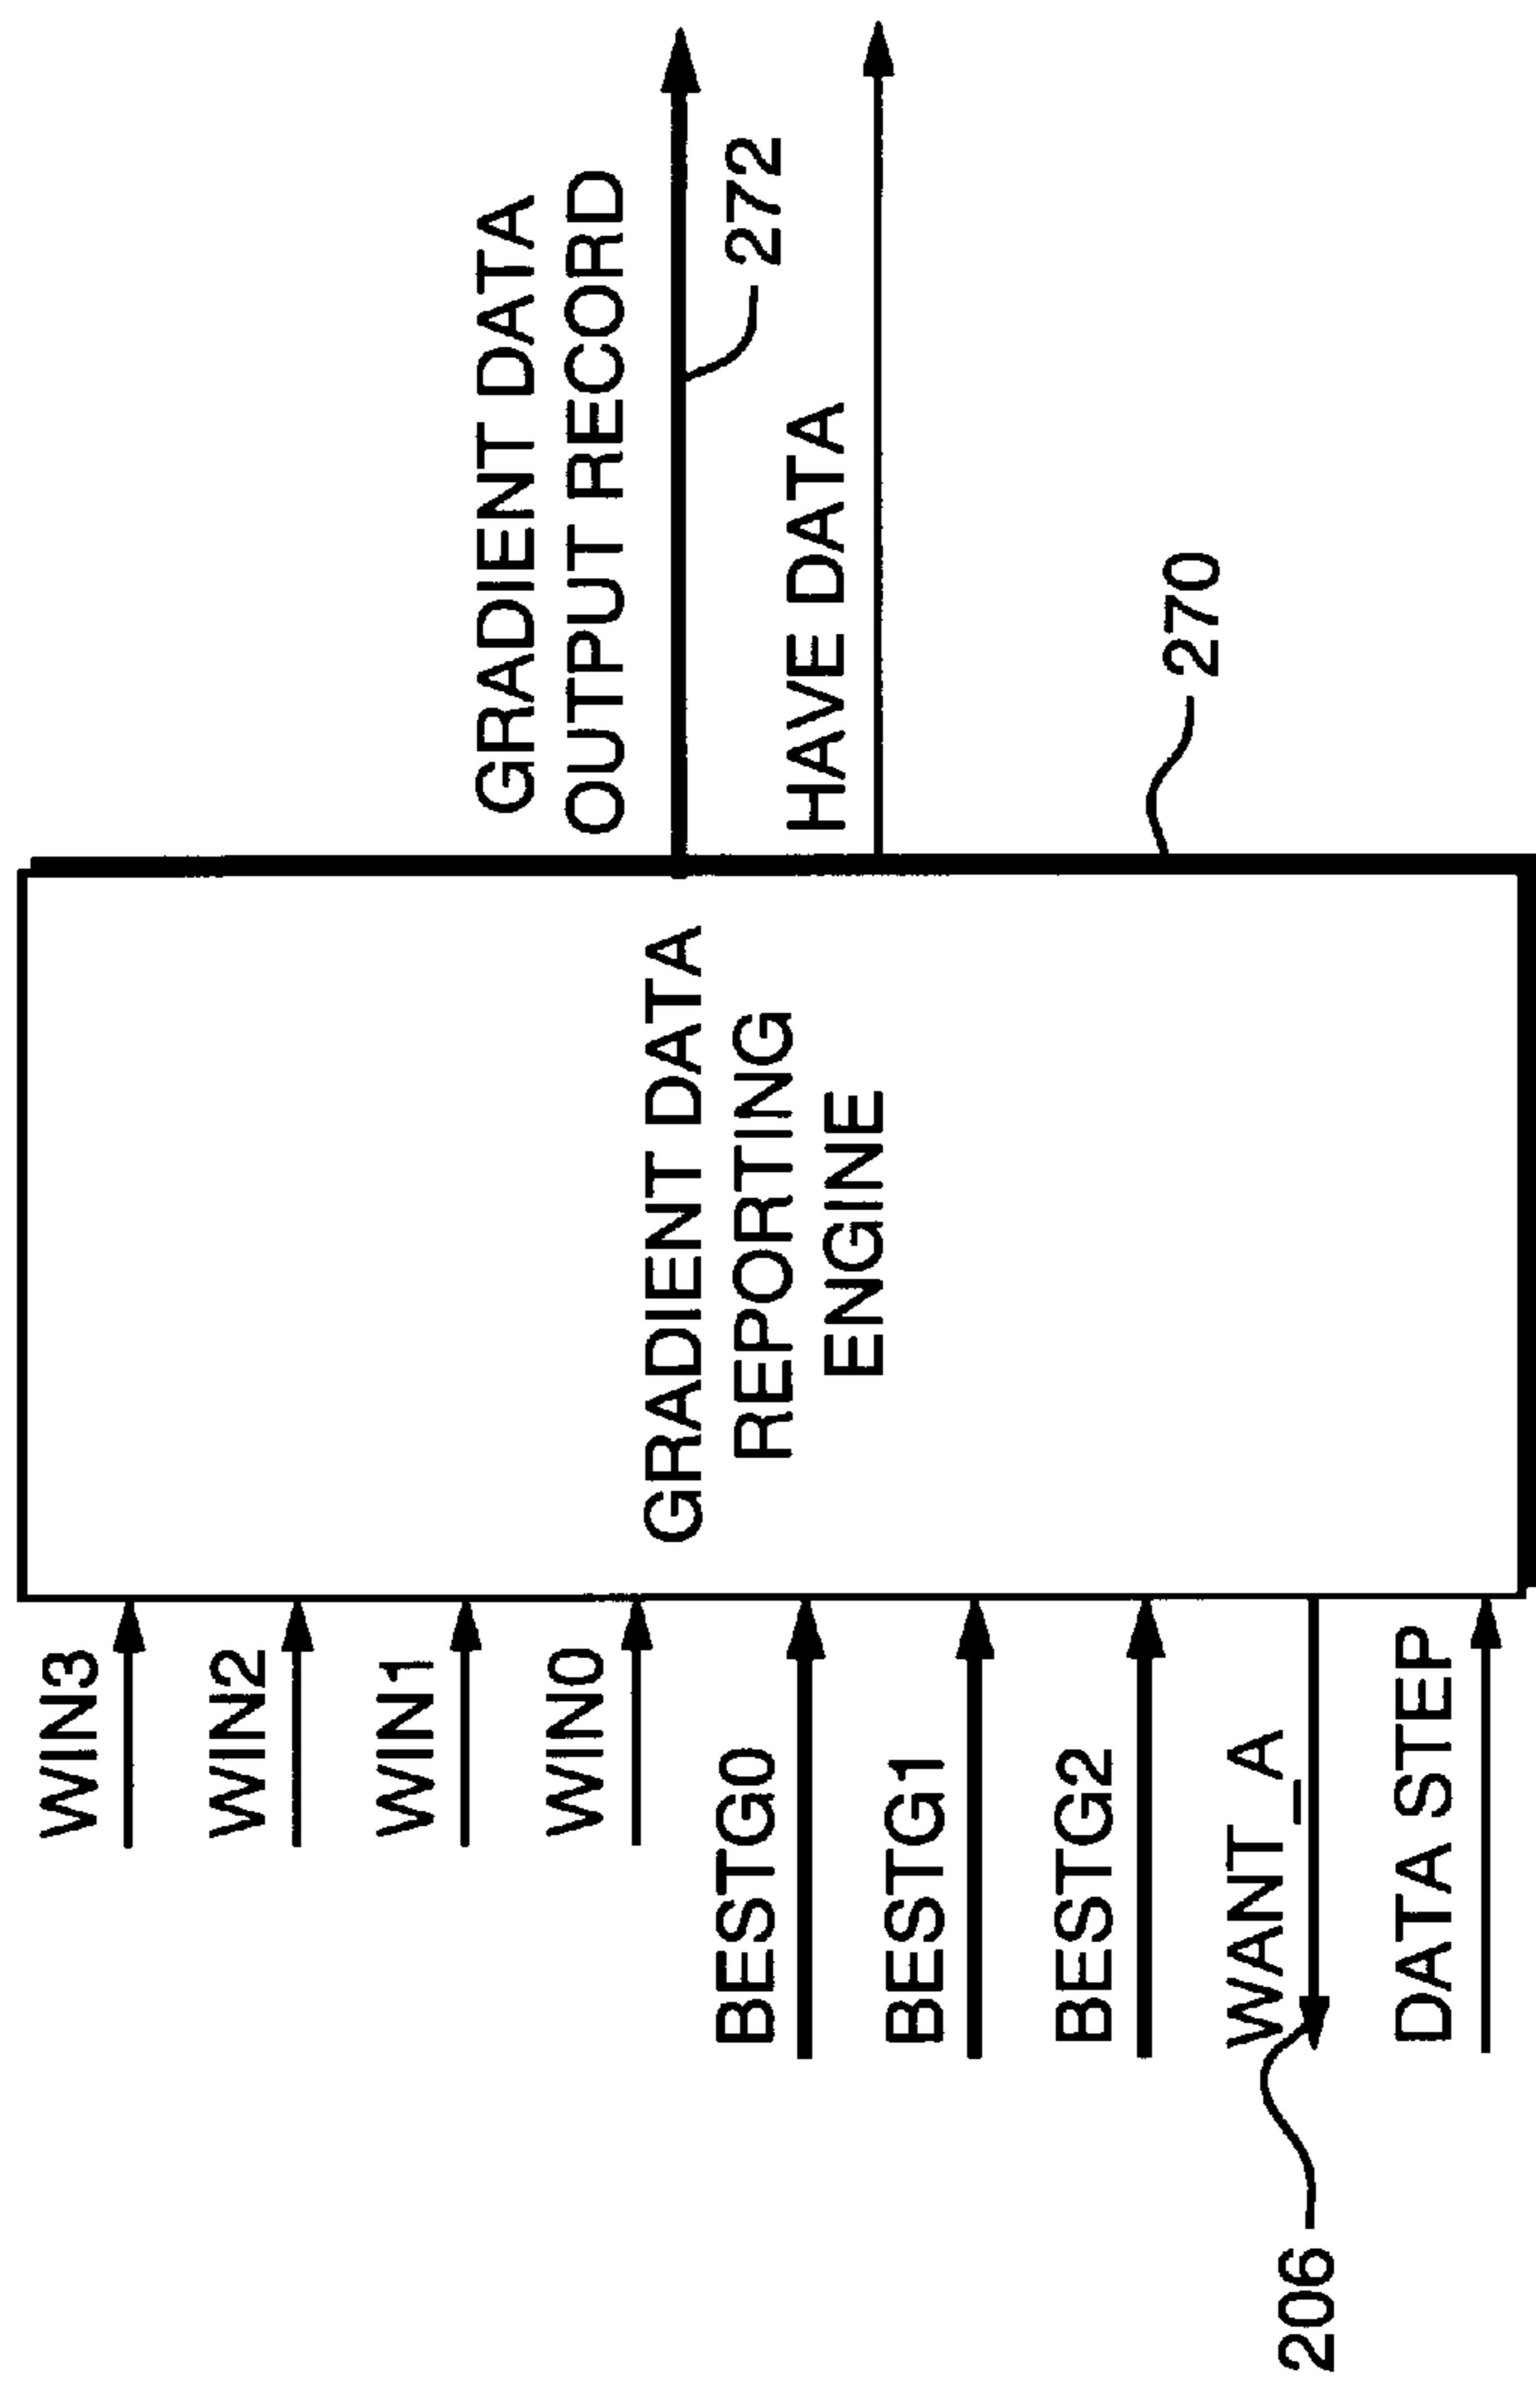 WIN3
WIN2
WIN1
WIN0
BESTG0
BESTG1
BESTG2
WANT_A
DATA STEP
206
GRADIENT DATA
REPORTING
ENGINE
GRADIENT DATA
OUTPUT RECORD
272
HAVE DATA
270